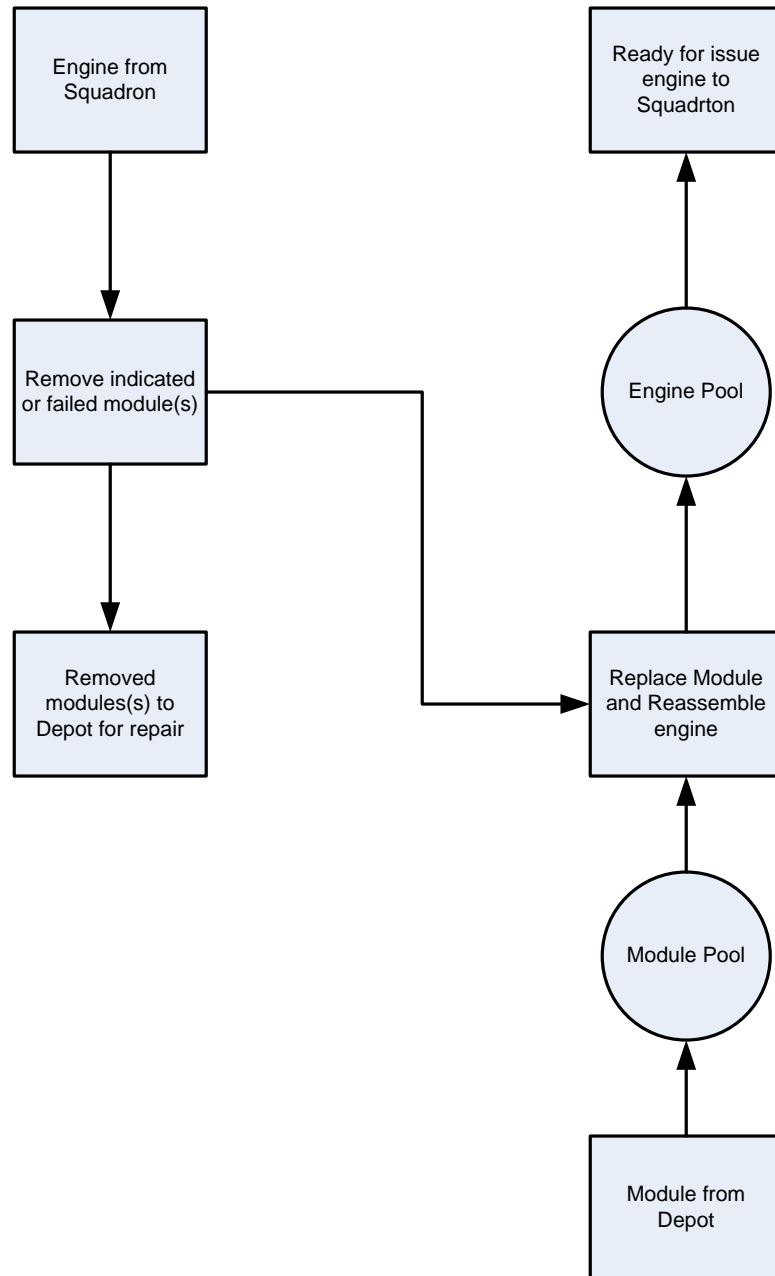 Engine from
Squadron
Ready for issue
engine to
Squadrton
Remove indicated
or failed module(s)
Engine Pool
Removed
modules(s) to
Depot for repair
Replace Module
and Reassemble
engine
Module Pool
Module from
Depot